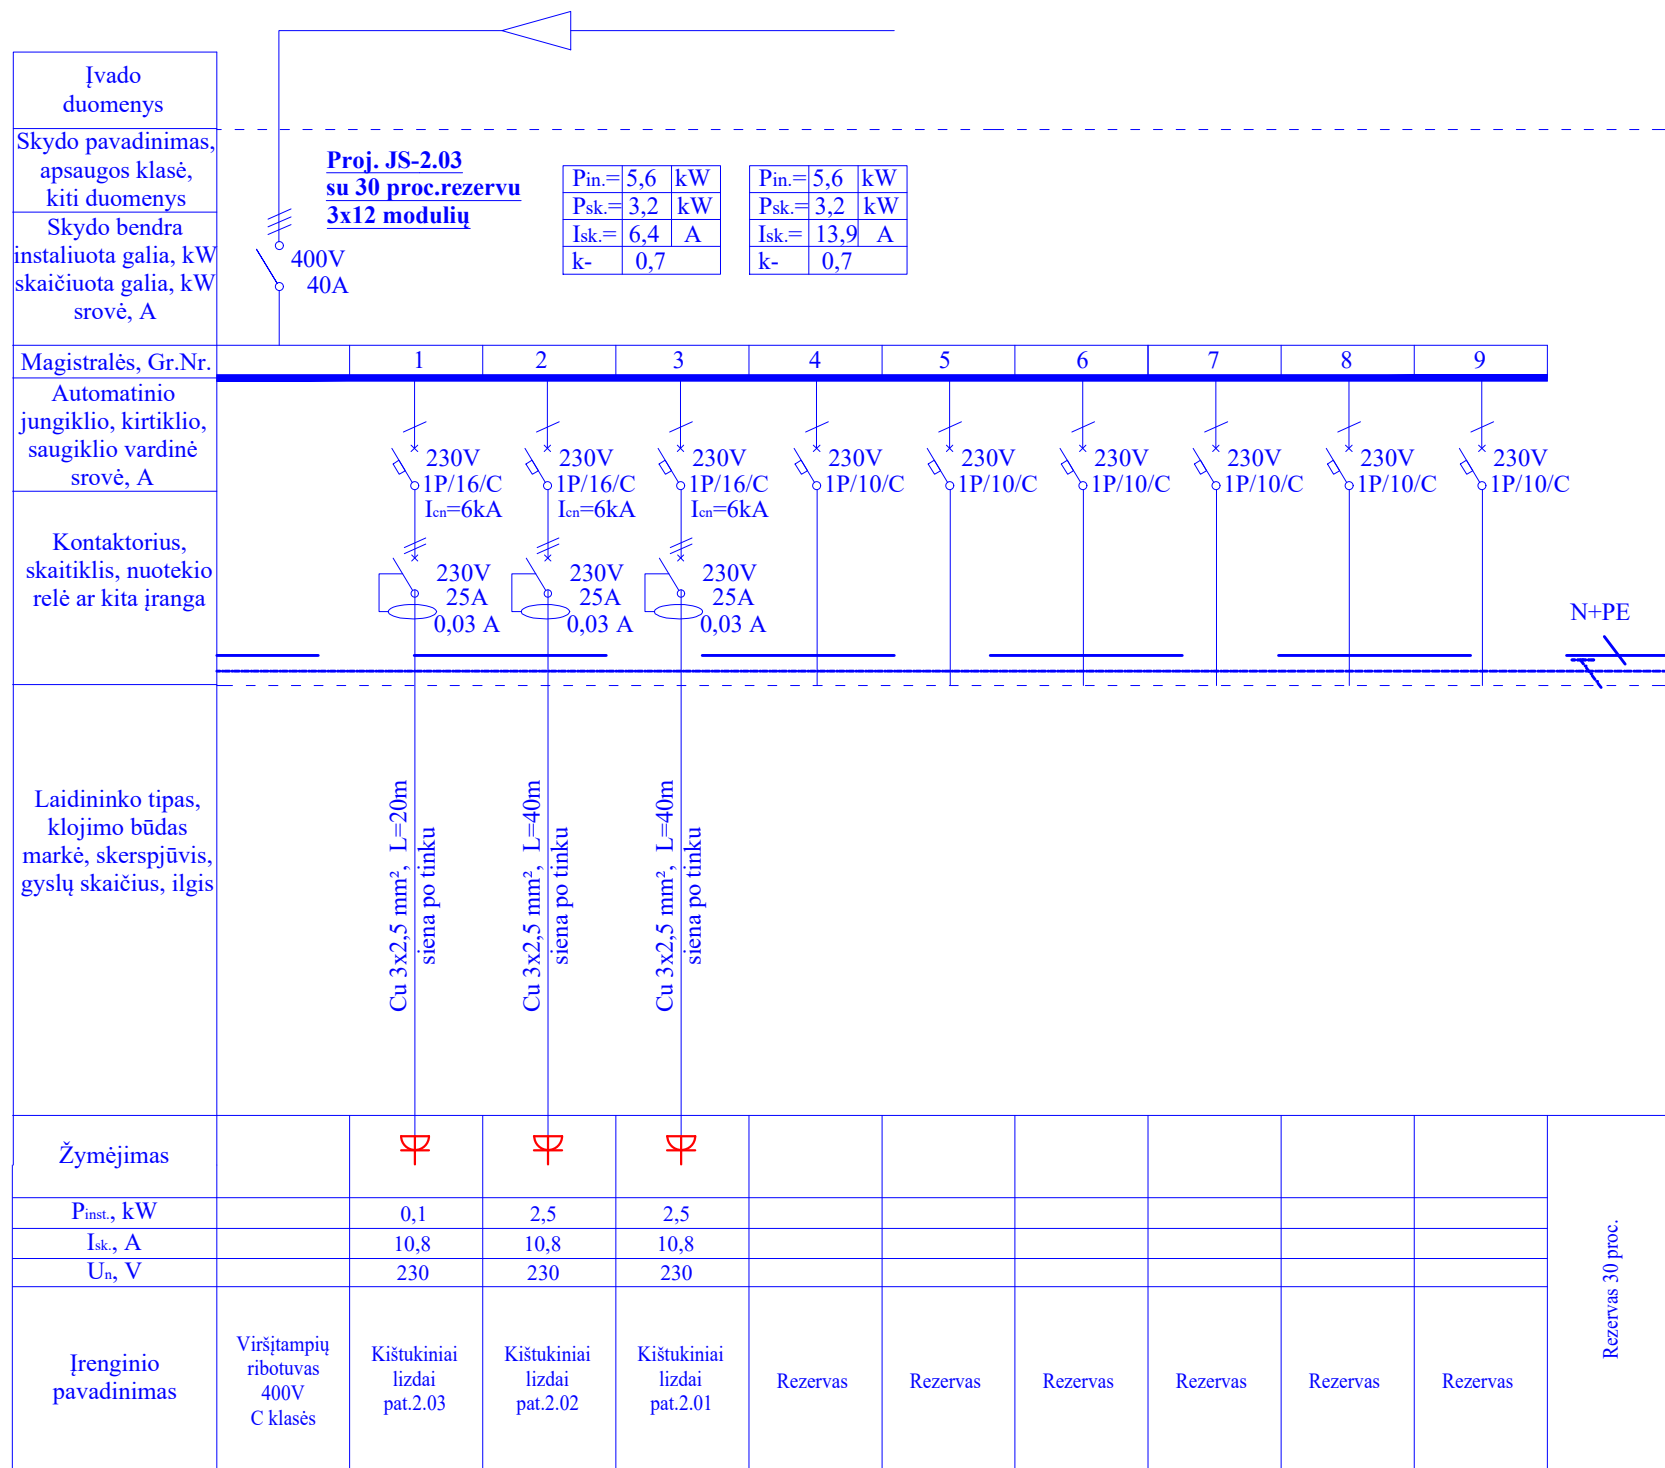 Įvado
duomenys
Skydo pavadinimas,
apsaugos klasė,
kiti duomenys
Skydo bendra
instaliuota galia, kW
skaičiuota galia, kW
srovė, A
Proj. JS-2.03
su 30 proc.rezervu
3x12 modulių
400V
40A
Pin.= 5,6 kW
Psk.= 3,2 kW
Isk.= 6,4 A
k- 0,7
Pin.= 5,6 kW
Psk.= 3,2 kW
Isk.= 13,9 A
k- 0,7
Magistralės, Gr.Nr. 1 2 3 4 5 6 7 8 9
Automatinio
jungiklio, kirtiklio,
saugiklio vardinė
srovė, A
230V 230V 230V 230V 230V 230V 230V 230V 230V
1P/16/C 1P/16/C 1P/16/C 1P/10/C 1P/10/C 1P/10/C 1P/10/C 1P/10/C 1P/10/C
Icn=6kA Icn=6kA Icn=6kA
Kontaktorius,
skaitiklis, nuotekio
relė ar kita įranga
230V 230V 230V
25A 25A 25A
0,03 A 0,03 A 0,03 A
N+PE
Laidininko tipas,
klojimo būdas
markė, skerspjūvis,
gyslų skaičius, ilgis
Cu 3x2,5 mm², L=20m
siena po tinku
Cu 3x2,5 mm², L=40m
siena po tinku
Cu 3x2,5 mm², L=40m
siena po tinku
Žymėjimas
Pinst., kW 0,1 2,5 2,5
Isk., A 10,8 10,8 10,8
Un, V 230 230 230
Įrenginio
pavadinimas
Viršįtampių
ribotuvas
400V
C klasės
Kištukiniai
lizdai
pat.2.03
Kištukiniai
lizdai
pat.2.02
Kištukiniai
lizdai
pat.2.01
Rezervas Rezervas Rezervas Rezervas Rezervas Rezervas
Rezervas 30 proc.